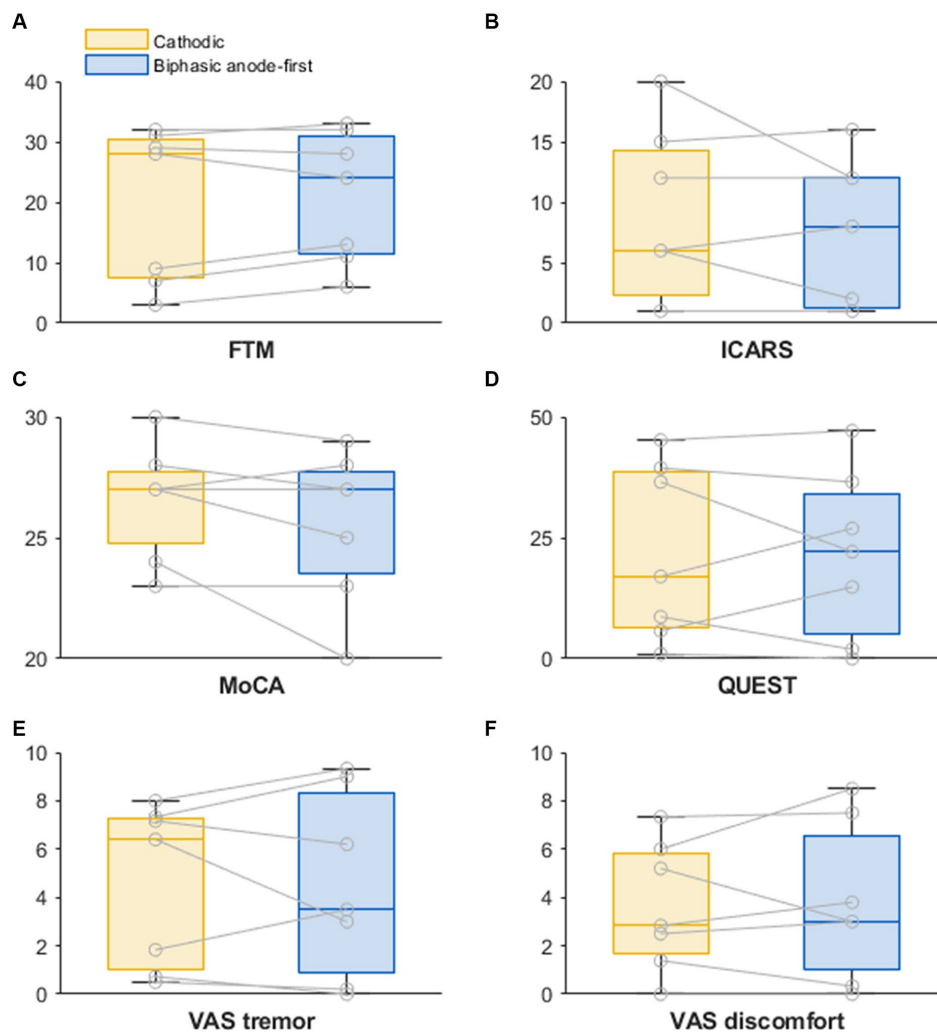 A
B
Cathodic
Biphasic anode-first
40
30
20
10
0
FTM
20
15
10
5
0
ICARS
C
D
30
25
20
MoCA
50
25
0
QUEST
E
F
10
8
6
4
2
0
VAS tremor
10
8
6
4
2
0
VAS discomfort